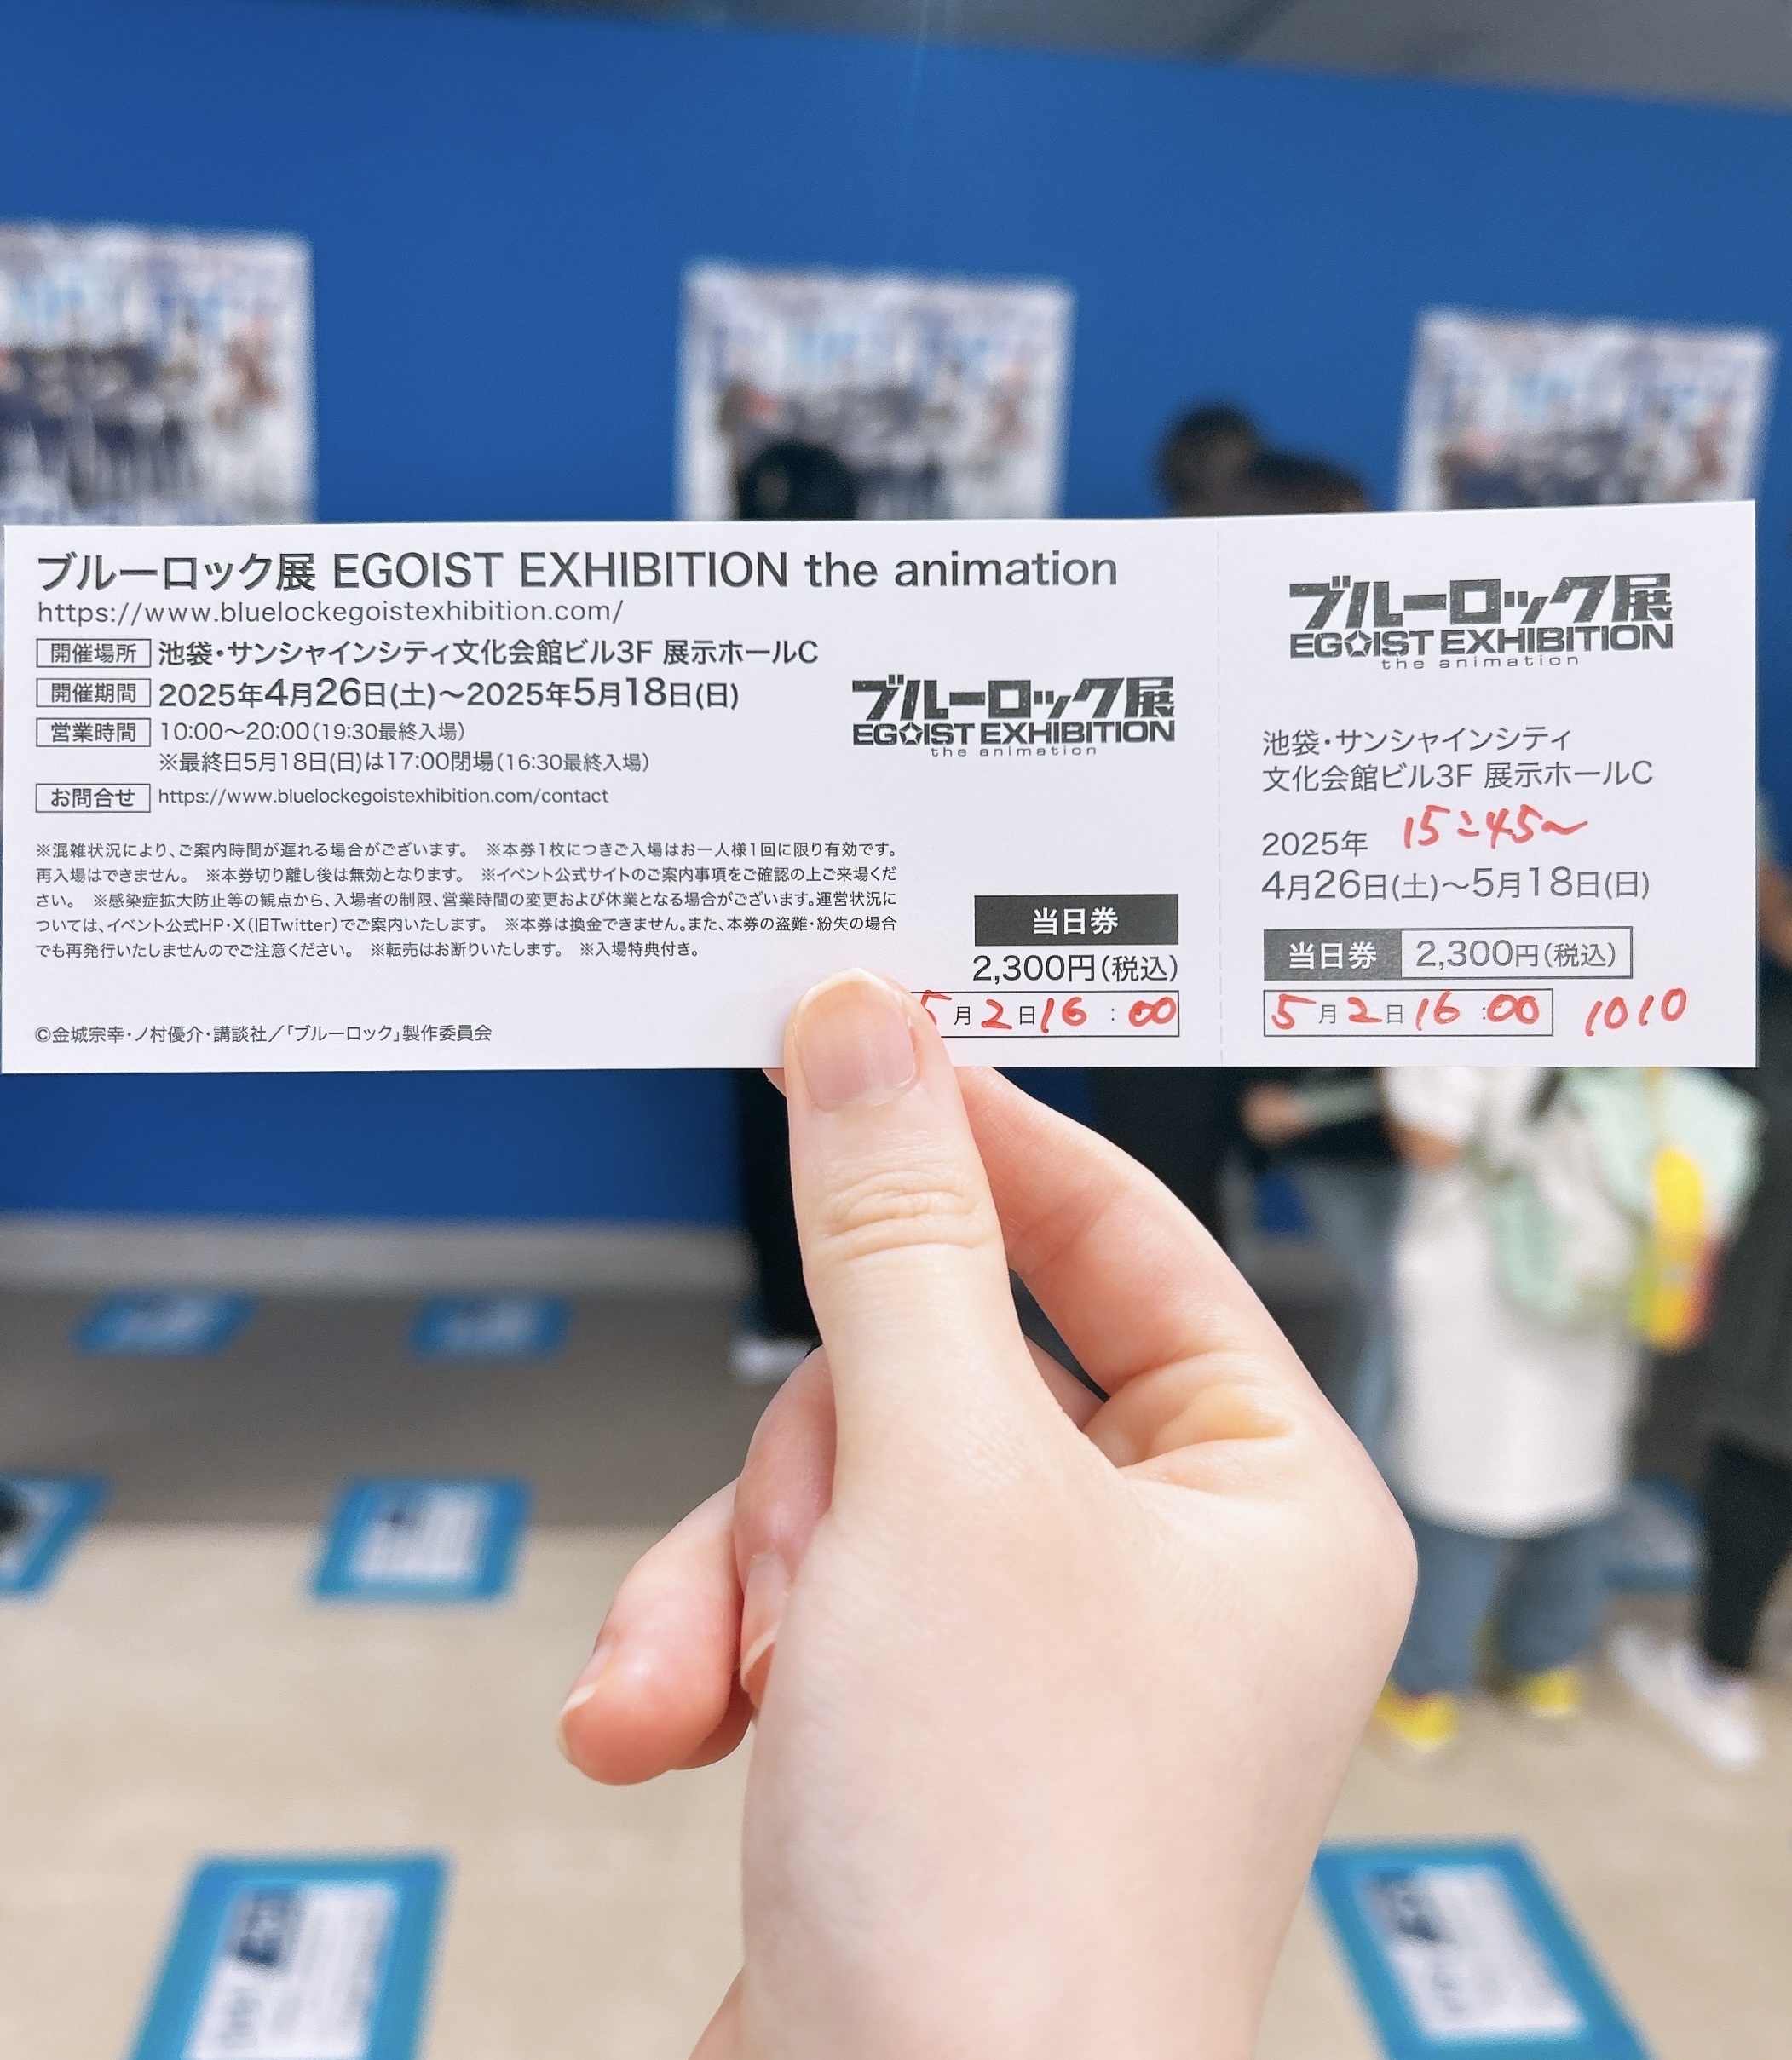 ブルーロック展 EGOIST EXHIBITION the animation
https://www.bluelockegoistexhibition.com/
開催場所 池袋・サンシャインシティ文化会館ビル3F 展示ホールC
開催期間 2025年4月26日(土)～2025年5月18日(日)
営業時間 10:00～20:00(19:30最終入場)
※最終日5月18日(日)は17:00閉場(16:30最終入場)
お問合せ https://www.bluelockegoistexhibition.com/contact
※混雑状況により、ご案内時間が遅れる場合がございます。 ※本券1枚につきご入場はお一人様1回に限り有効です。
再入場はできません。 ※本券切り離し後は無効となります。 ※イベント公式サイトのご案内事項をご確認の上ご来場くだ
さい。 ※感染症拡大防止等の観点から、入場者の制限、営業時間の変更および休業となる場合がございます。運営状況に
ついては、イベント公式HP・X(旧Twitter)でご案内いたします。 ※本券は換金できません。また、本券の盗難・紛失の場合
でも再発行いたしませんのでご注意ください。 ※転売はお断りいたします。 ※入場特典付き。
©金城宗幸・ノ村優介・講談社／「ブルーロック」製作委員会
ブルーロック展
EGOIST EXHIBITION
the animation
当日券
2,300円(税込)
5月2日16:00
ブルーロック展
EGOIST EXHIBITION
the animation
池袋・サンシャインシティ
文化会館ビル3F 展示ホールC
15:45～
2025年
4月26日(土)～5月18日(日)
当日券 2,300円(税込)
5月2日16:00 1010